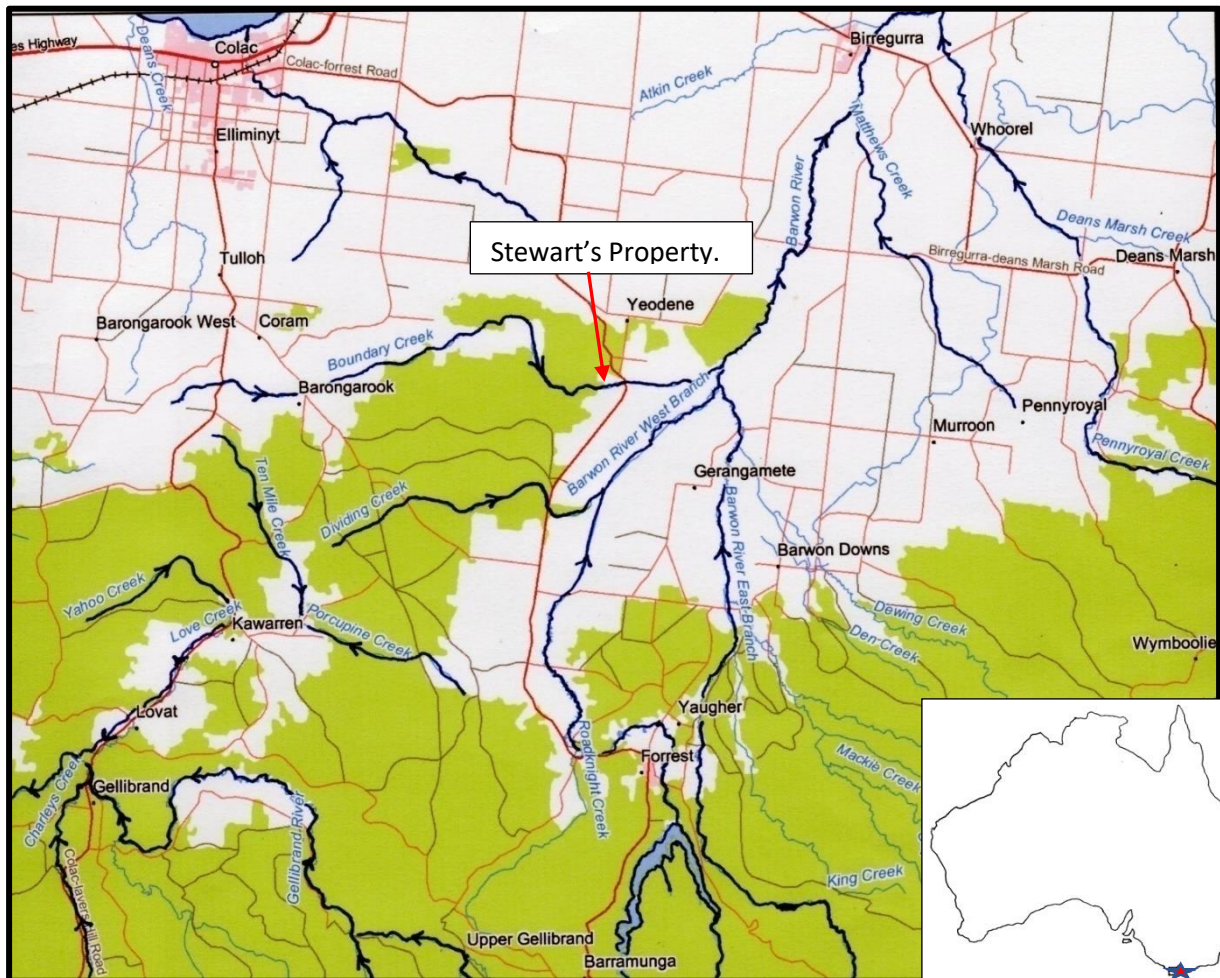 Birregurra
es Highway
Colac
Deans Creek
Colac-forrest Road
Atkin Creek
Elliminyt
Matthews Creek
Whoorel
Barwon River
Deans Marsh Creek
Stewart's Property.
Birregurra-deans Marsh Road
Deans Marsh
Tulloh
Yeodene
Barongarook West
Coram
Boundary Creek
Barongarook
Barwon River West Branch
Pennyroyal
Murroon
Pennyroyal Creek
Ten Mile Creek
Dividing Creek
Gerangamete
Barwon River East Branch
Barwon Downs
Yahoo Creek
Love Creek
Porcupine Creek
Kawarren
Dewing Creek
Den Creek
Wymboolie
Lovat
Yaugher
Roadknight Creek
Forrest
Mackie Creek
Charleys Creek
Gellibrand
Gellibrand River
Colac-lavers Hill Road
King Creek
Upper Gellibrand
Barramunga